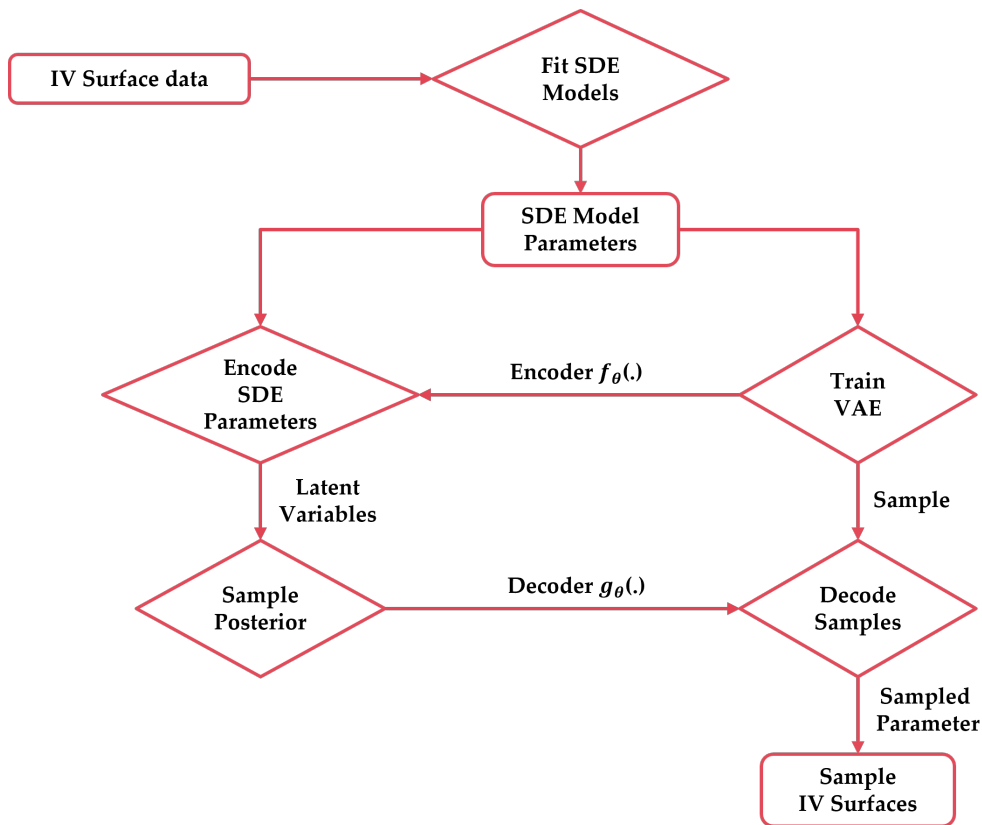 IV Surface data
Fit SDE
Models
SDE Model
Parameters
Encode
SDE
Parameters
Encoder fθ(.)
Train
VAE
Latent
Variables
Sample
Sample
Posterior
Decoder gθ(.)
Decode
Samples
Sampled
Parameter
Sample
IV Surfaces